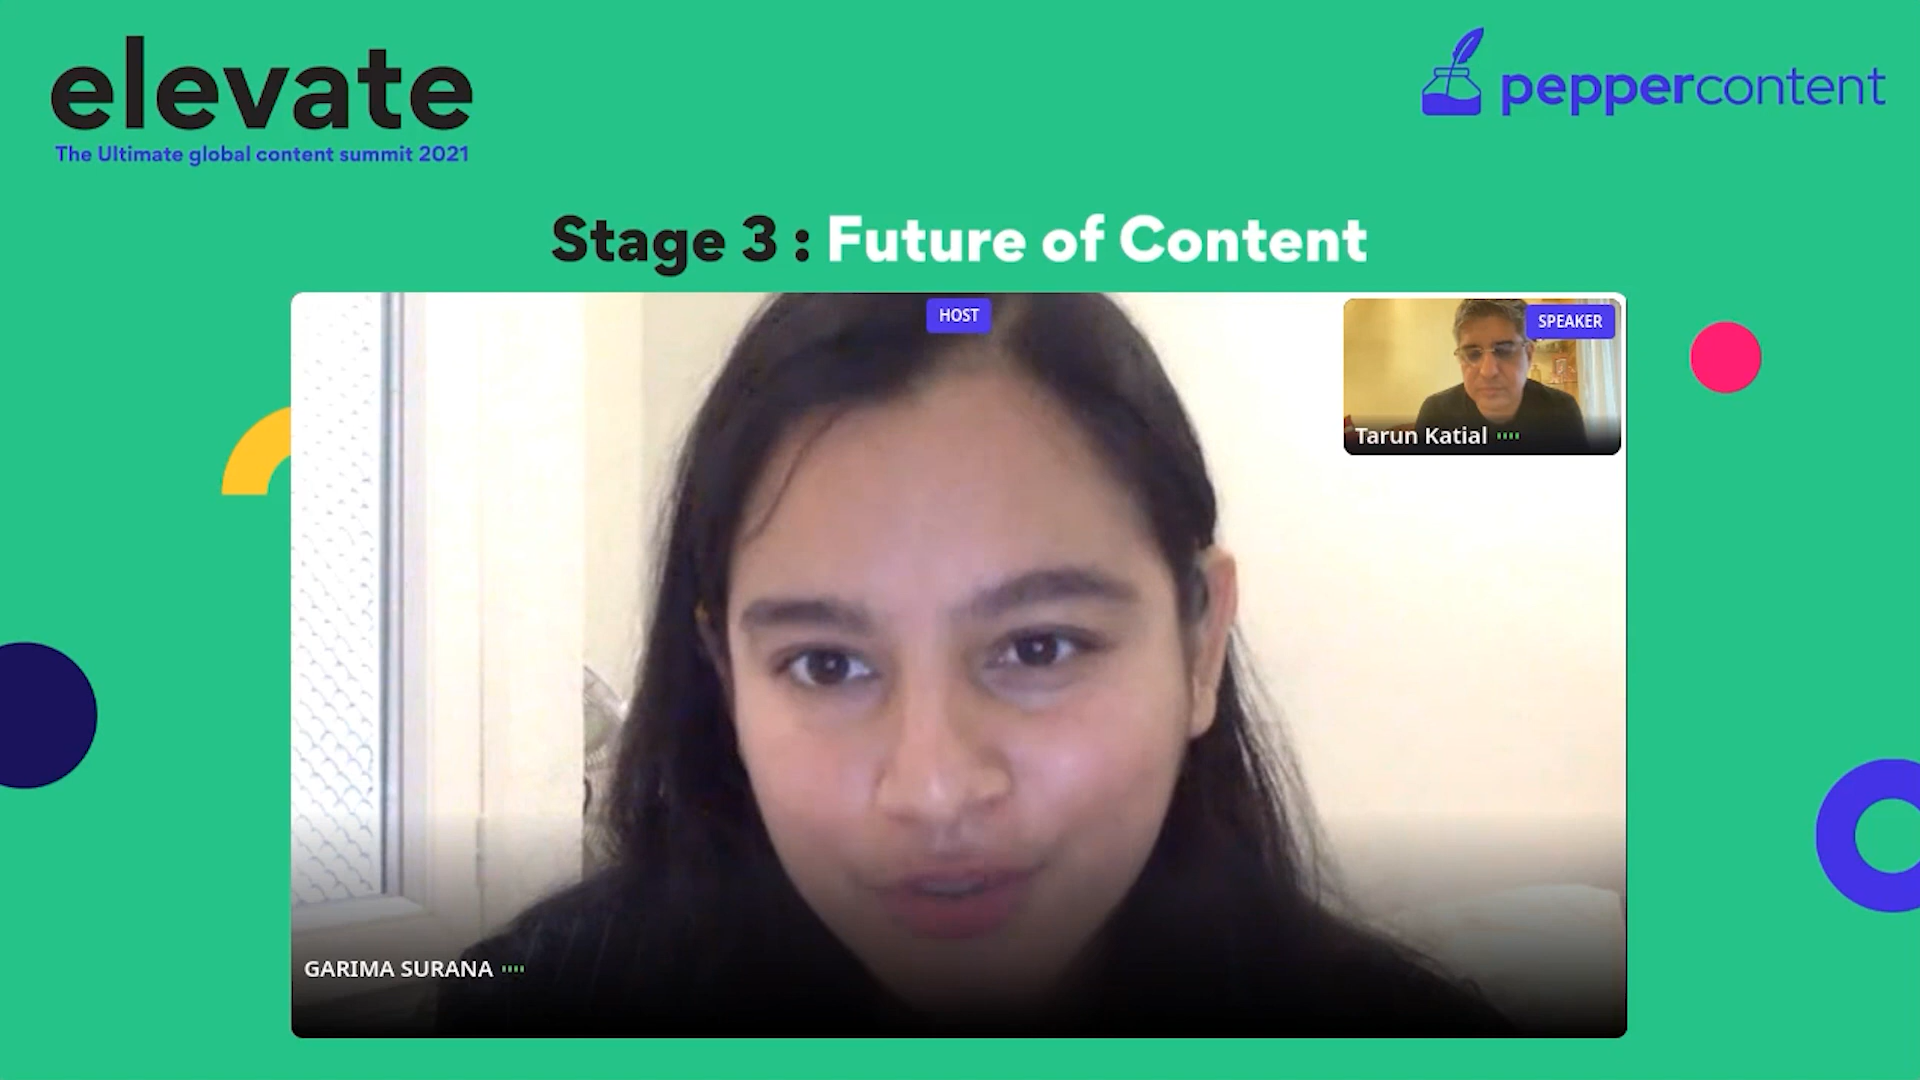 elevate
The Ultimate global content summit 2021
peppercontent
Stage 3 : Future of Content
HOST
SPEAKER
Tarun Katial
GARIMA SURANA